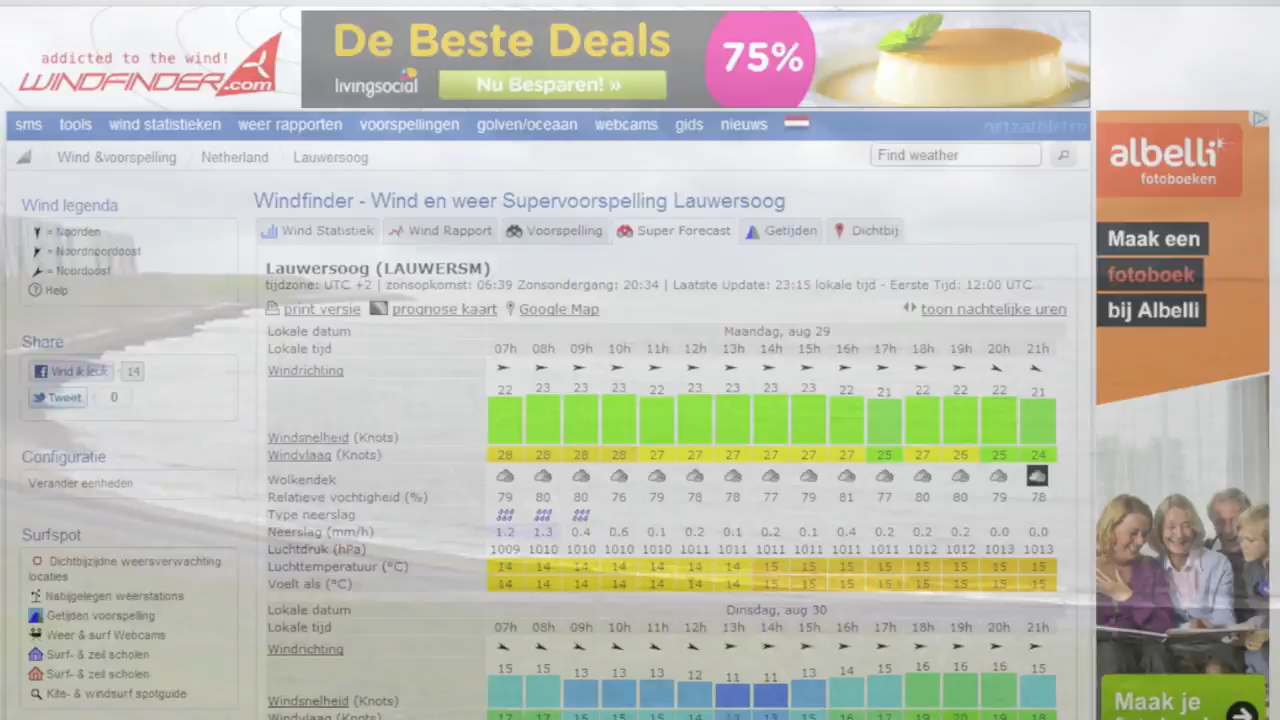 De Beste Deals
75%
livingsocial
Nu Besparen! »
addicted to the wind!
WINDFINDER.com
sms tools wind statistieken weer rapporten voorspellingen golven/oceaan webcams gids nieuws
Wind &voorspelling Netherland Lauwersoog
Find weather
Windfinder - Wind en weer Supervoorspelling Lauwersoog
Wind Statistiek Wind Rapport Voorspelling Super Forecast Getijden Dichtbij
Wind legenda
= Noorden
= Noordnoordoost
= Noordoost
Help
Share
Vind ik leuk 14
Tweet 0
Configuratie
Verander eenheden
Surfspot
Dichtbijzijnde weersverwachting
locaties
Nabijgelegen weerstations
Getijden voorspelling
Weer & surf Webcams
Surf- & zeil scholen
Surf- & zeil scholen
Kite- & windsurf spotguide
Lauwersoog (LAUWERSM)
tijdzone: UTC +2 | zonsopkomst: 06:39 Zonsondergang: 20:34 | Laatste Update: 23:15 lokale tijd - Eerste Tijd: 12:00 UTC
print versie prognose kaart Google Map toon nachtelijke uren
Lokale datum Maandag, aug 29
Lokale tijd 07h 08h 09h 10h 11h 12h 13h 14h 15h 16h 17h 18h 19h 20h 21h
Windrichting
22 23 23 23 22 23 23 23 23 22 21 22 22 22 21
Windsnelheid (Knots)
Windvlaag (Knots) 28 28 28 28 27 27 27 27 27 27 25 27 26 25 24
Wolkendek
Relatieve vochtigheid (%) 79 80 80 76 79 78 78 77 79 81 77 80 80 79 78
Type neerslag
Neerslag (mm/h) 1.2 1.3 0.4 0.6 0.1 0.2 0.1 0.2 0.1 0.4 0.2 0.2 0.2 0.0 0.0
Luchtdruk (hPa) 1009 1010 1010 1010 1010 1011 1011 1011 1011 1011 1011 1012 1012 1013 1013
Luchttemperatuur (°C) 14 14 14 14 14 14 14 15 15 15 15 15 15 15 15
Voelt als (°C) 14 14 14 14 14 14 14 15 15 15 15 15 15 15 15
Lokale datum Dinsdag, aug 30
Lokale tijd 07h 08h 09h 10h 11h 12h 13h 14h 15h 16h 17h 18h 19h 20h 21h
Windrichting
15 15 13 13 13 12 11 11 13 14 15 16 16 16 15
Windsnelheid (Knots)
Windvlaag (Knots)
albelli
fotoboeken
Maak een
fotoboek
bij Albelli
Maak je